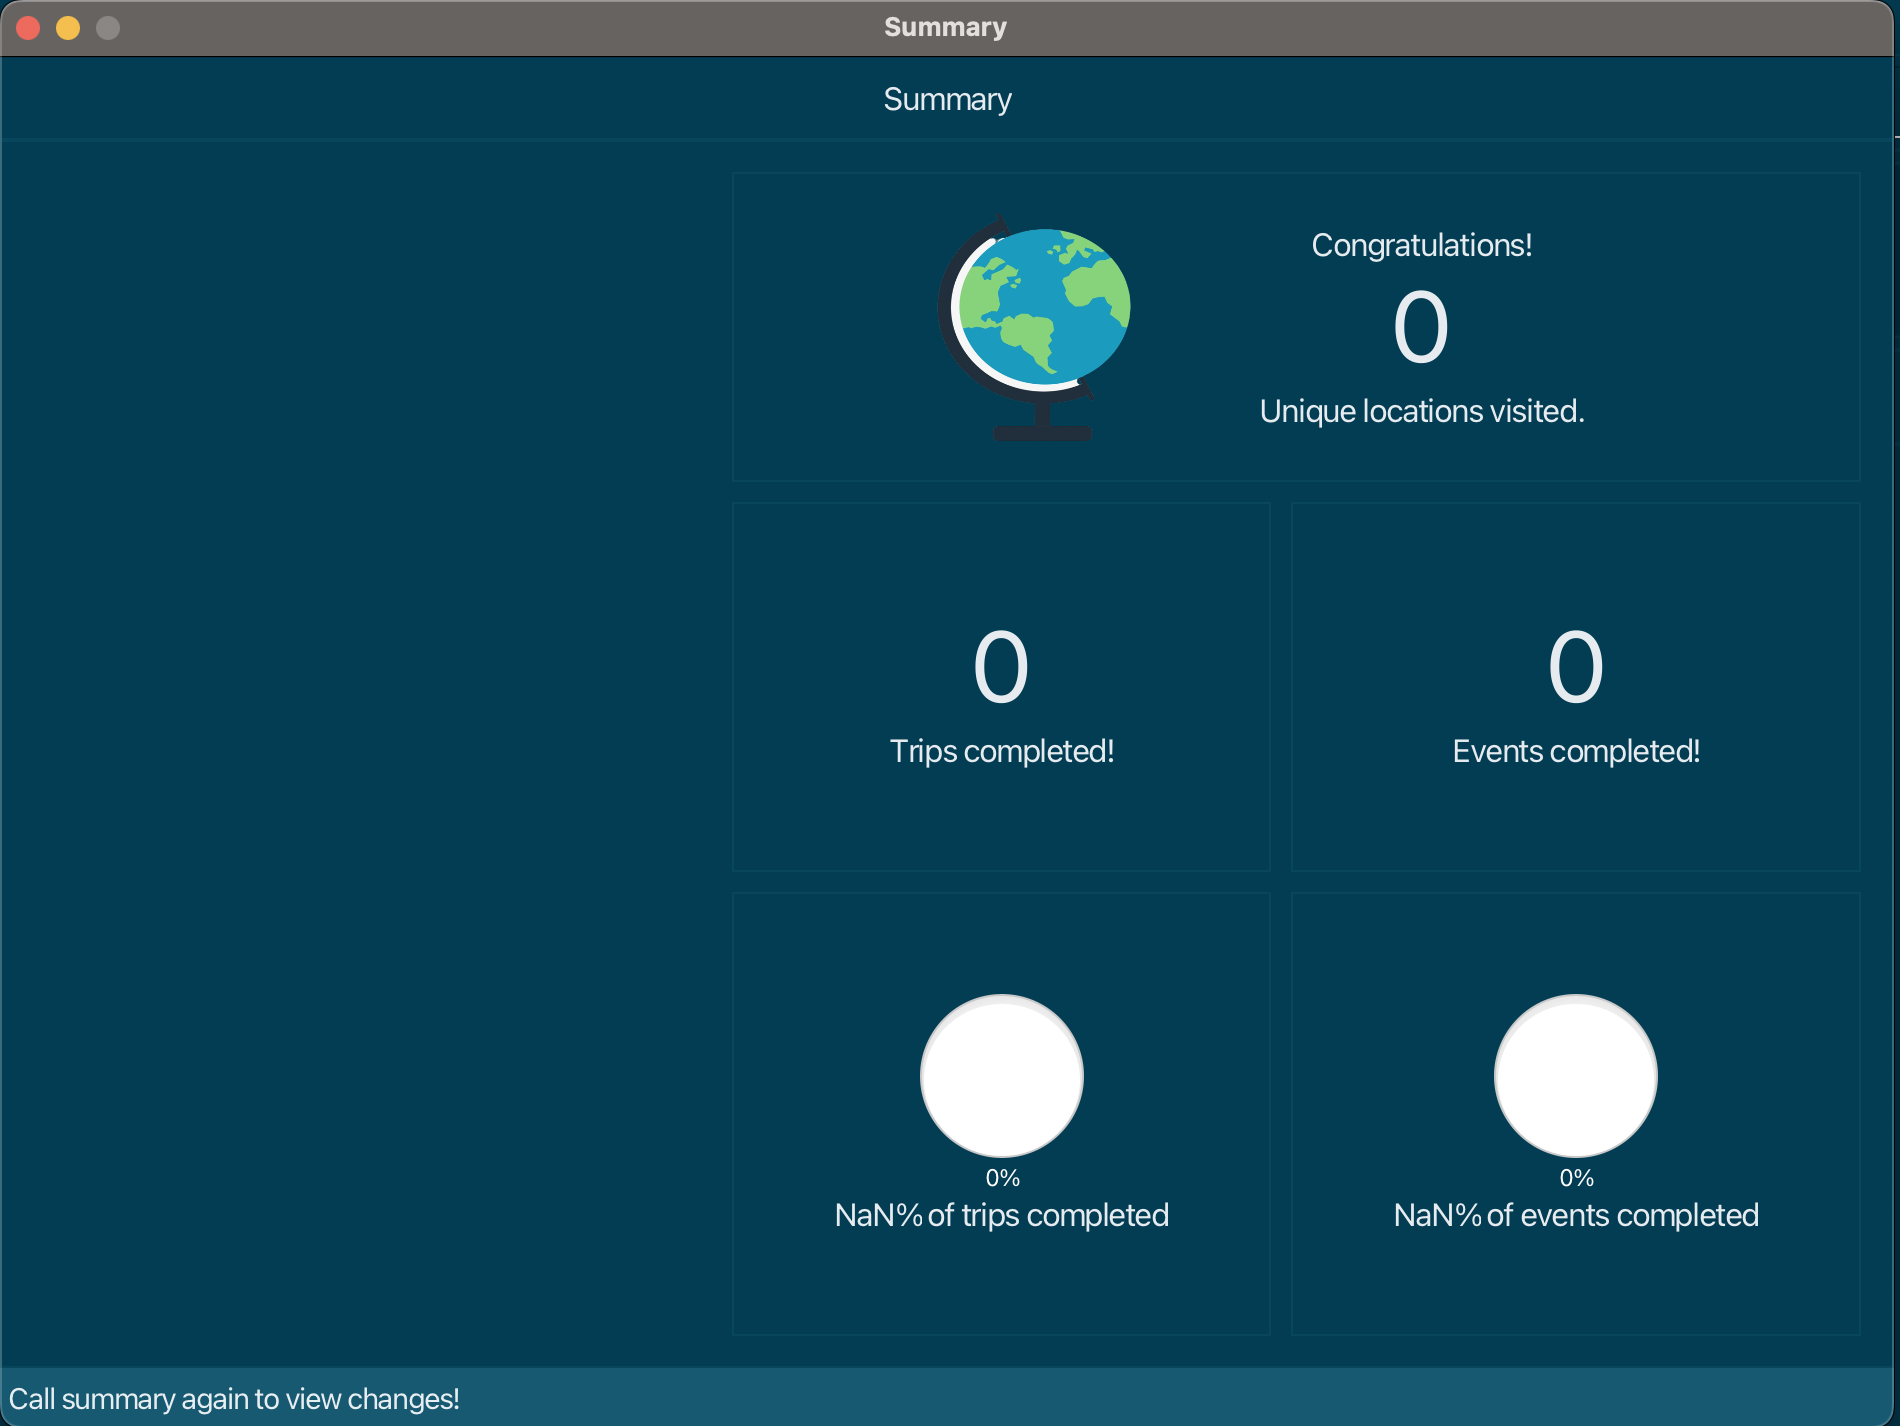 Summary
Summary
Congratulations!
0
Unique locations visited.
0
Trips completed!
0
Events completed!
0%
NaN% of trips completed
0%
NaN% of events completed
Call summary again to view changes!